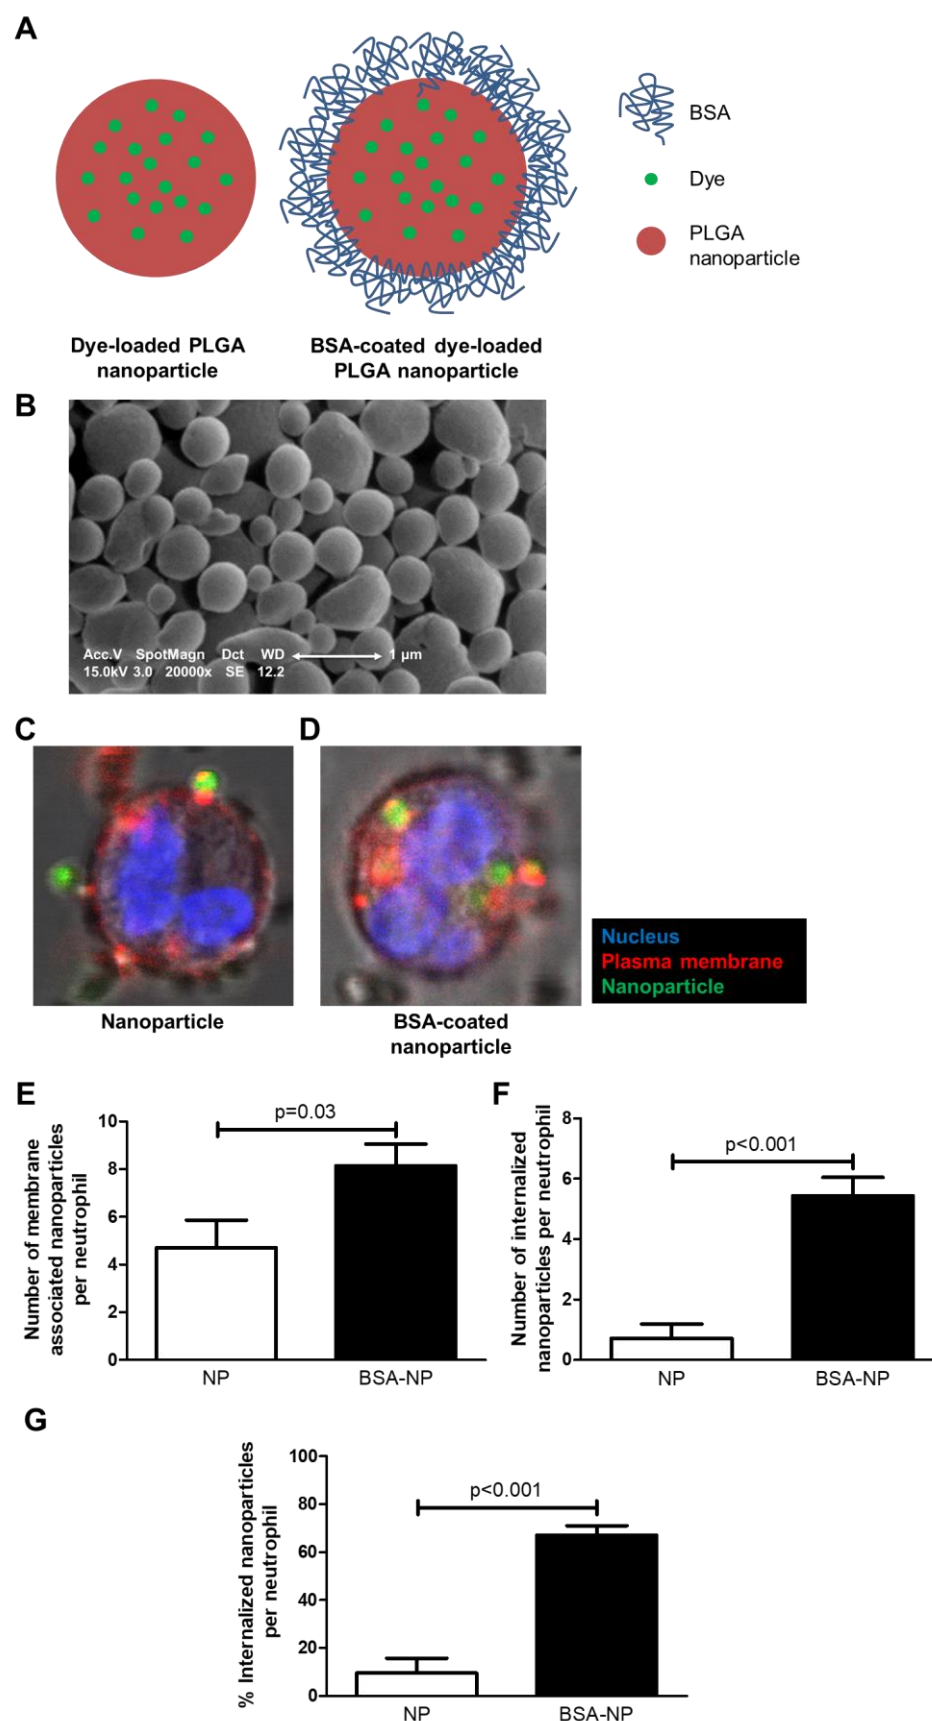 A
BSA
Dye
PLGA
nanoparticle
Dye-loaded PLGA
nanoparticle
BSA-coated dye-loaded
PLGA nanoparticle
B
Acc.V SpotMagn Dct WD 1 µm
15.0kV 3.0 20000x SE 12.2
C
D
Nucleus
Plasma membrane
Nanoparticle
Nanoparticle
BSA-coated
nanoparticle
E
p=0.03
Number of membrane
associated nanoparticles
per neutrophil
10
8
6
4
2
0
NP
BSA-NP
F
p<0.001
Number of internalized
nanoparticles per neutrophil
8
6
4
2
0
NP
BSA-NP
G
p<0.001
% Internalized nanoparticles
per neutrophil
100
80
60
40
20
0
NP
BSA-NP